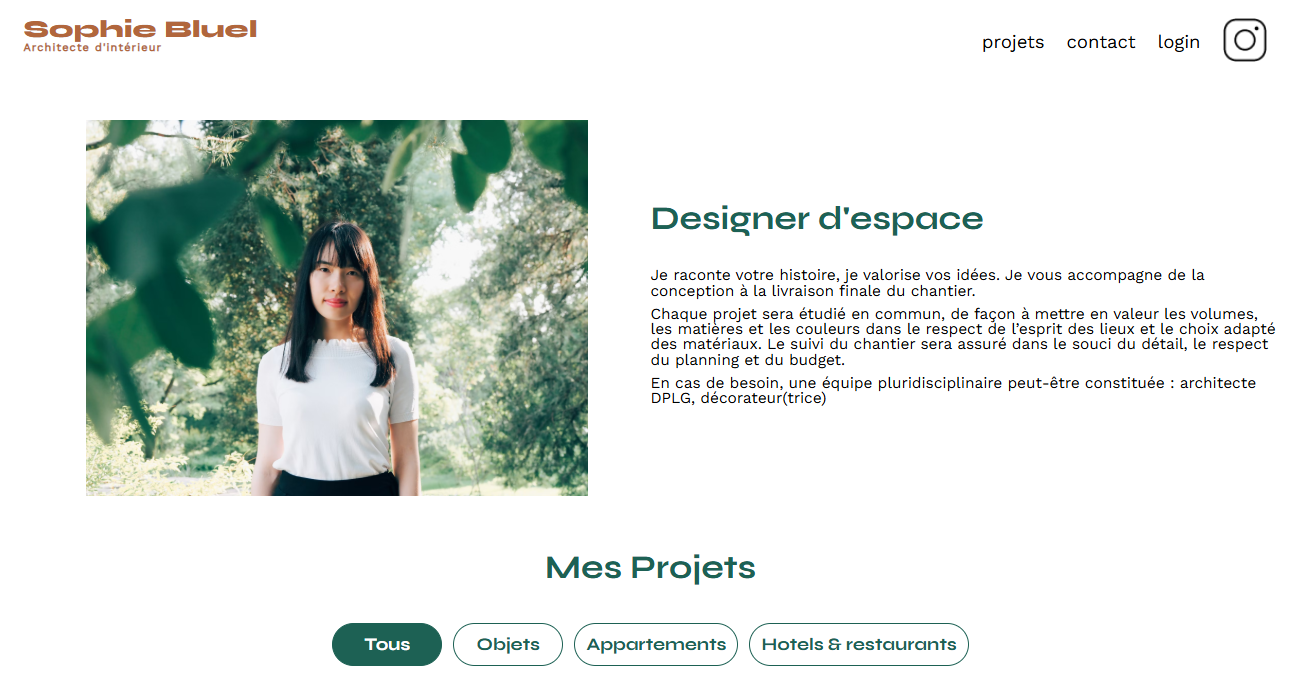 Sophie Bluel
Architecte d'intérieur
projets contact login
Designer d'espace
Je raconte votre histoire, je valorise vos idées. Je vous accompagne de la
conception à la livraison finale du chantier.
Chaque projet sera étudié en commun, de façon à mettre en valeur les volumes,
les matières et les couleurs dans le respect de l’esprit des lieux et le choix adapté
des matériaux. Le suivi du chantier sera assuré dans le souci du détail, le respect
du planning et du budget.
En cas de besoin, une équipe pluridisciplinaire peut-être constituée : architecte
DPLG, décorateur(trice)
Mes Projets
Tous Objets Appartements Hotels & restaurants